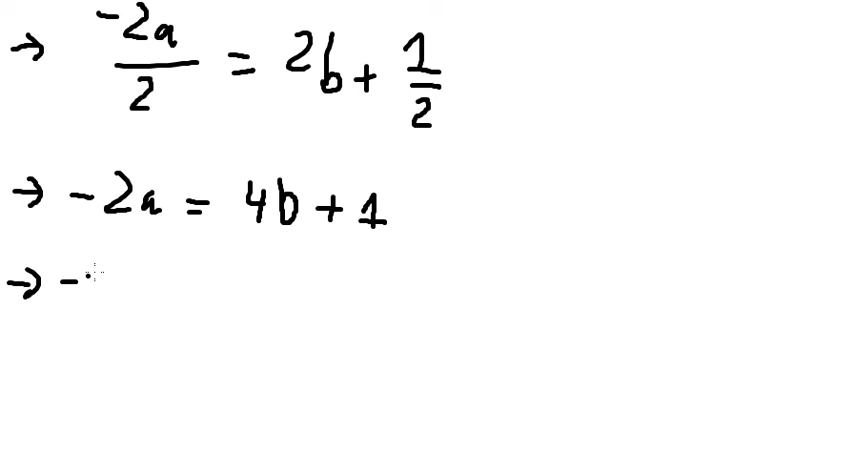 → -2a/2 = 2b + 1/2
→ -2a = 4b + 1
→ -